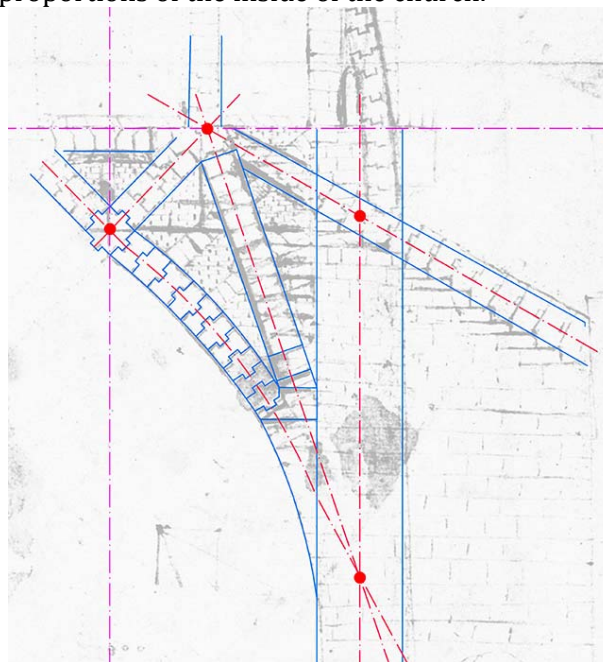 proportions of the inside of the church.